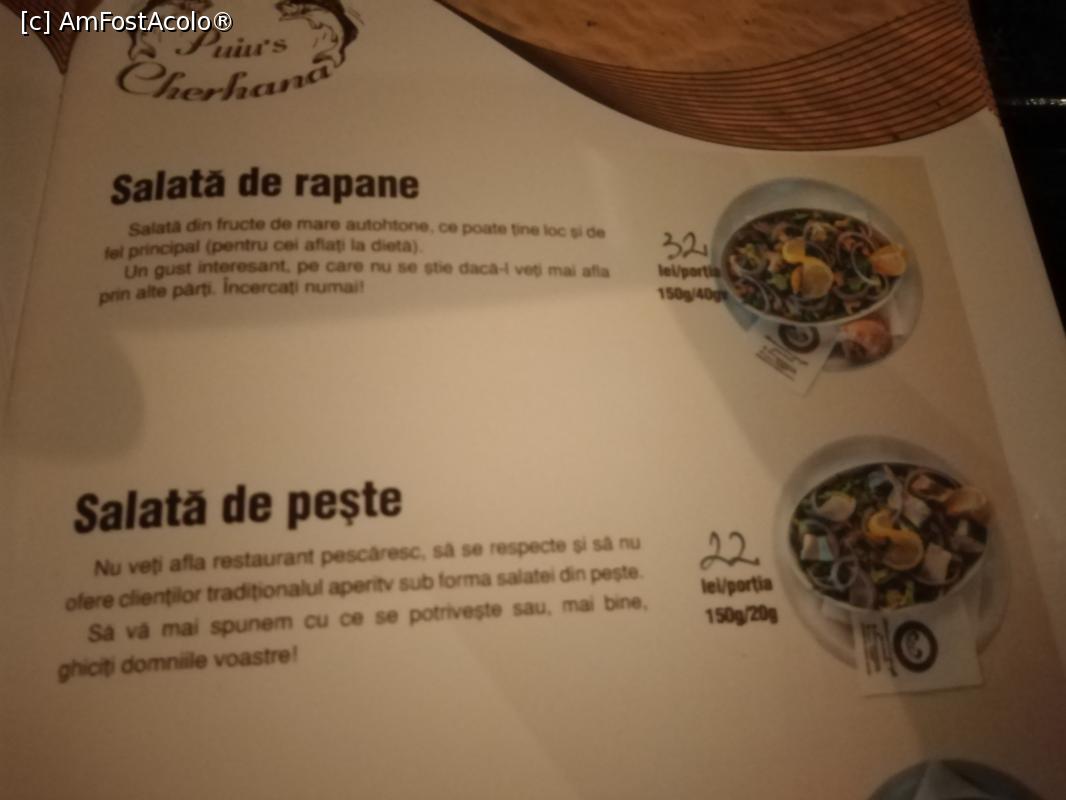 [c] AmFostAcolo®
Puiu's
Cherhana
Salată de rapane
Salată din fructe de mare autohtone, ce poate ține loc și de
fel principal (pentru cei aflați la dietă).
Un gust interesant, pe care nu se știe dacă-l veți mai afla
prin alte părți. Încercați numai!
32
lei/porția
150g/40g
Salată de pește
Nu veți afla restaurant pescăresc, să se respecte și să nu
ofere clienților tradiționalul aperitv sub forma salatei din pește.
Să vă mai spunem cu ce se potrivește sau, mai bine,
ghiciți domniile voastre!
22
lei/porția
150g/20g